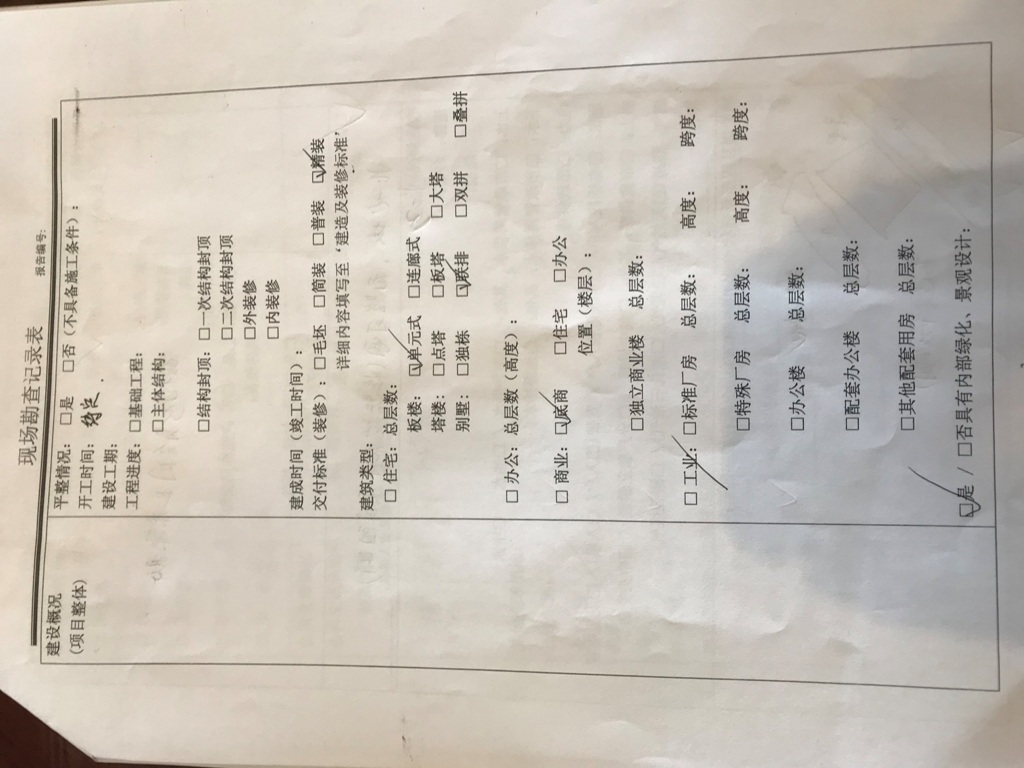 现场勘查记录表
报告编号:
建设概况
(项目整体)
平整情况: □是 □否(不具备施工条件):
开工时间:
建设工期:
工程进度: □基础工程:
□主体结构:
□结构封顶: □一次结构封顶
□二次结构封顶
□外装修
□内装修
建成时间(竣工时间):
交付标准(装修): □毛坯 □简装 □普装 ☑精装
详细内容填写至“建造及装修标准”
建筑类型:
□住宅: 总层数:
板楼: ☑单元式 □连廊式
塔楼: □点塔 □板塔 □大塔
别墅: □独栋 ☑联排 □双拼 □叠拼
□办公: 总层数(高度):
□商业: ☑底商 □住宅 □办公
位置(楼层):
□独立商业楼 总层数:
□工业: □标准厂房 总层数: 高度: 跨度:
□特殊厂房 总层数: 高度: 跨度:
□办公楼 总层数:
□配套办公楼 总层数:
□其他配套用房 总层数:
☑是/□否具有内部绿化、景观设计: